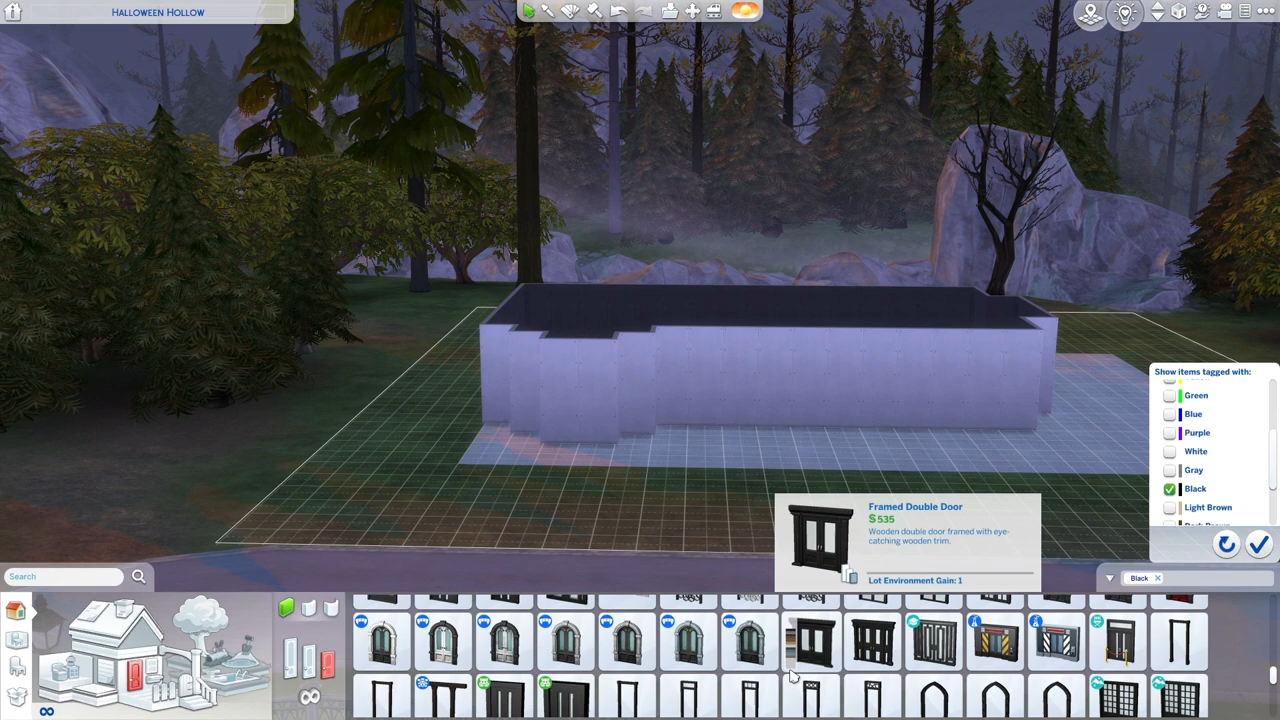 Halloween Hollow
Show items tagged with:
Green
Blue
Purple
White
Gray
Black
Light Brown
Framed Double Door
§535
Wooden double door framed with eye-
catching wooden trim.
Lot Environment Gain: 1
Search
Black